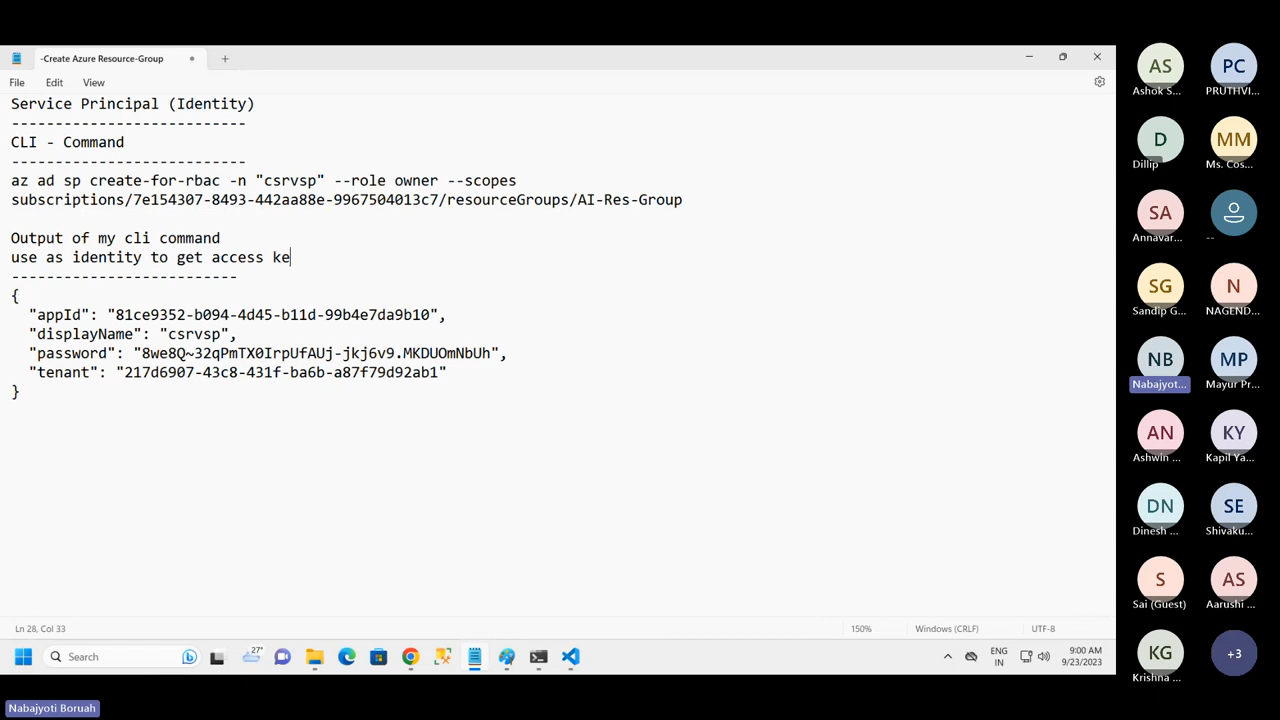 -Create Azure Resource-Group
File Edit View
Service Principal (Identity)
---------------------------
CLI - Command
---------------------------
az ad sp create-for-rbac -n "csrvsp" --role owner --scopes
subscriptions/7e154307-8493-442aa88e-9967504013c7/resourceGroups/AI-Res-Group
Output of my cli command
use as identity to get access ke
--------------------------
{
"appId": "81ce9352-b094-4d45-b11d-99b4e7da9b10",
"displayName": "csrvsp",
"password": "8we8Q~32qPmTX0IrpUfAUj-jkj6v9.MKDUOmNbUh",
"tenant": "217d6907-43c8-431f-ba6b-a87f79d92ab1"
}
Ln 28, Col 33
150%
Windows (CRLF)
UTF-8
Search
27°
ENG
IN
9:00 AM
9/23/2023
AS PC
Ashok S... PRUTHVI...
D MM
Dillip Ms. Cos...
SA
Annavar... --
SG N
Sandip G... NAGEND...
NB MP
Nabajyot... Mayur Pr...
AN KY
Ashwin ... Kapil Ya...
DN SE
Dinesh ... Shivaku...
S AS
Sai (Guest) Aarushi ...
KG +3
Krishna ...
Nabajyoti Boruah